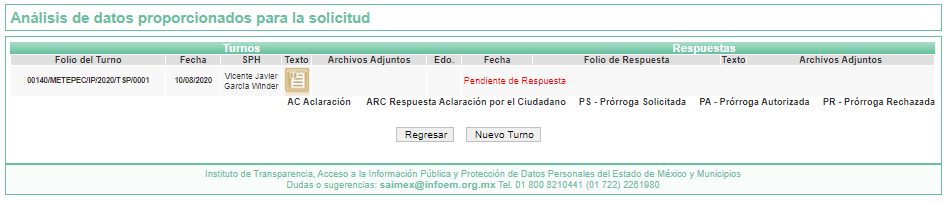 Análisis de datos proporcionados para la solicitud
Turnos Respuestas
Folio del Turno Fecha SPH Texto Archivos Adjuntos Edo. Fecha Folio de Respuesta Texto Archivos Adjuntos
00140/METEPEC/IP/2020/TSP/0001 10/08/2020 Vicente Javier García Winder Pendiente de Respuesta
AC Aclaración ARC Respuesta Aclaración por el Ciudadano PS - Prórroga Solicitada PA - Prórroga Autorizada PR - Prórroga Rechazada
Regresar Nuevo Turno
Instituto de Transparencia, Acceso a la Información Pública y Protección de Datos Personales del Estado de México y Municipios
Dudas o sugerencias: saimex@infoem.org.mx Tel. 01 800 8210441 (01 722) 2261980